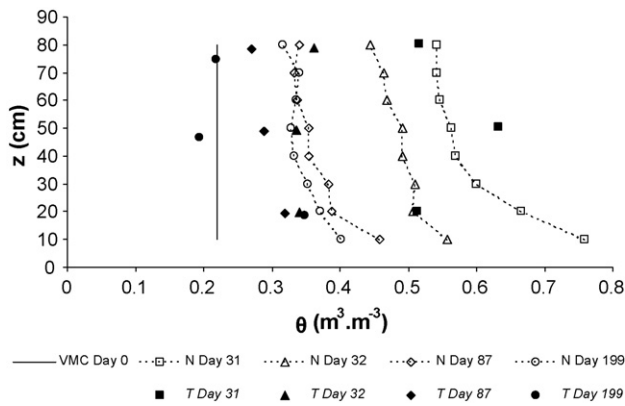 90
80
70
60
50
40
30
20
10
0
z (cm)
0 0.1 0.2 0.3 0.4 0.5 0.6 0.7 0.8
θ (m³.m⁻³)
VMC Day 0 N Day 31 N Day 32 N Day 87 N Day 199
T Day 31 T Day 32 T Day 87 T Day 199